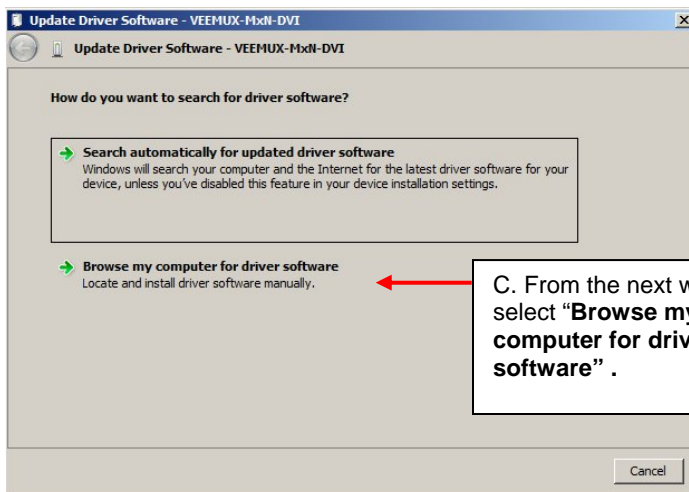 Update Driver Software - VEEMUX-MxN-DVI
Update Driver Software - VEEMUX-MxN-DVI
How do you want to search for driver software?
Search automatically for updated driver software
Windows will search your computer and the Internet for the latest driver software for your
device, unless you've disabled this feature in your device installation settings.
Browse my computer for driver software
Locate and install driver software manually.
C. From the next
select “Browse
computer for
software” .
Cancel